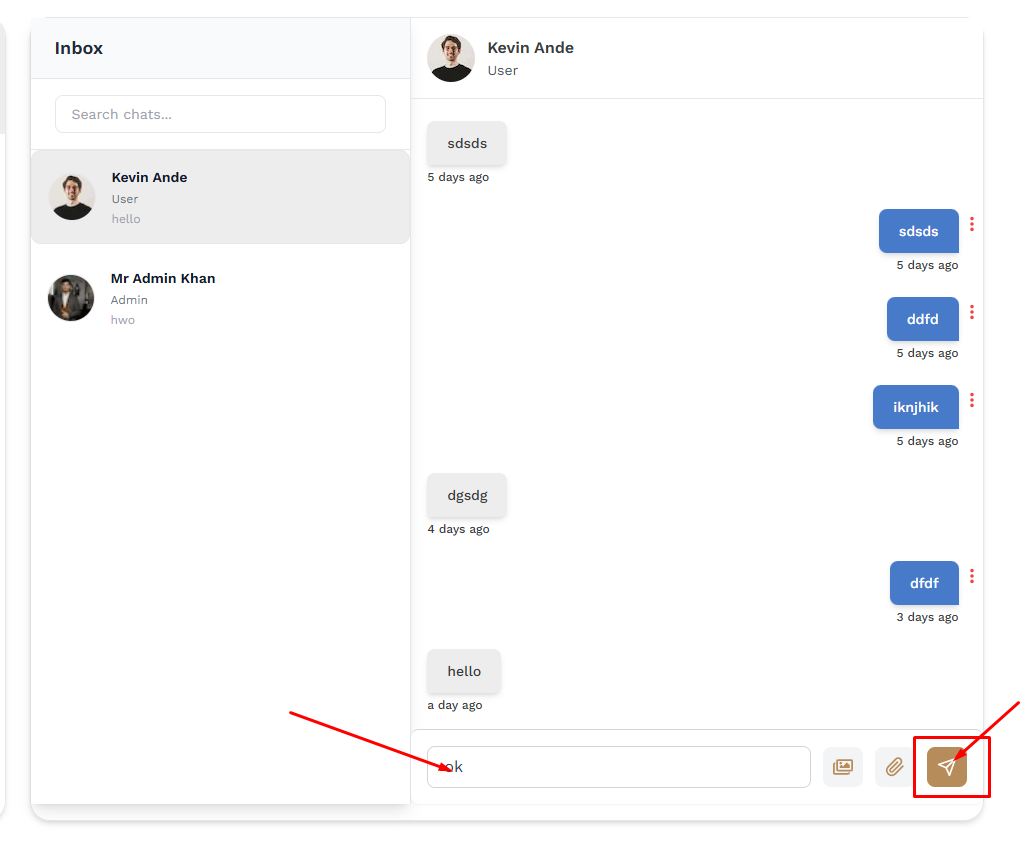 Inbox
Search chats...
Kevin Ande
User
hello
Mr Admin Khan
Admin
hwo
Kevin Ande
User
sdsds
5 days ago
sdsds
5 days ago
ddfd
5 days ago
iknjhik
5 days ago
dgsdg
4 days ago
dfdf
3 days ago
hello
a day ago
ok